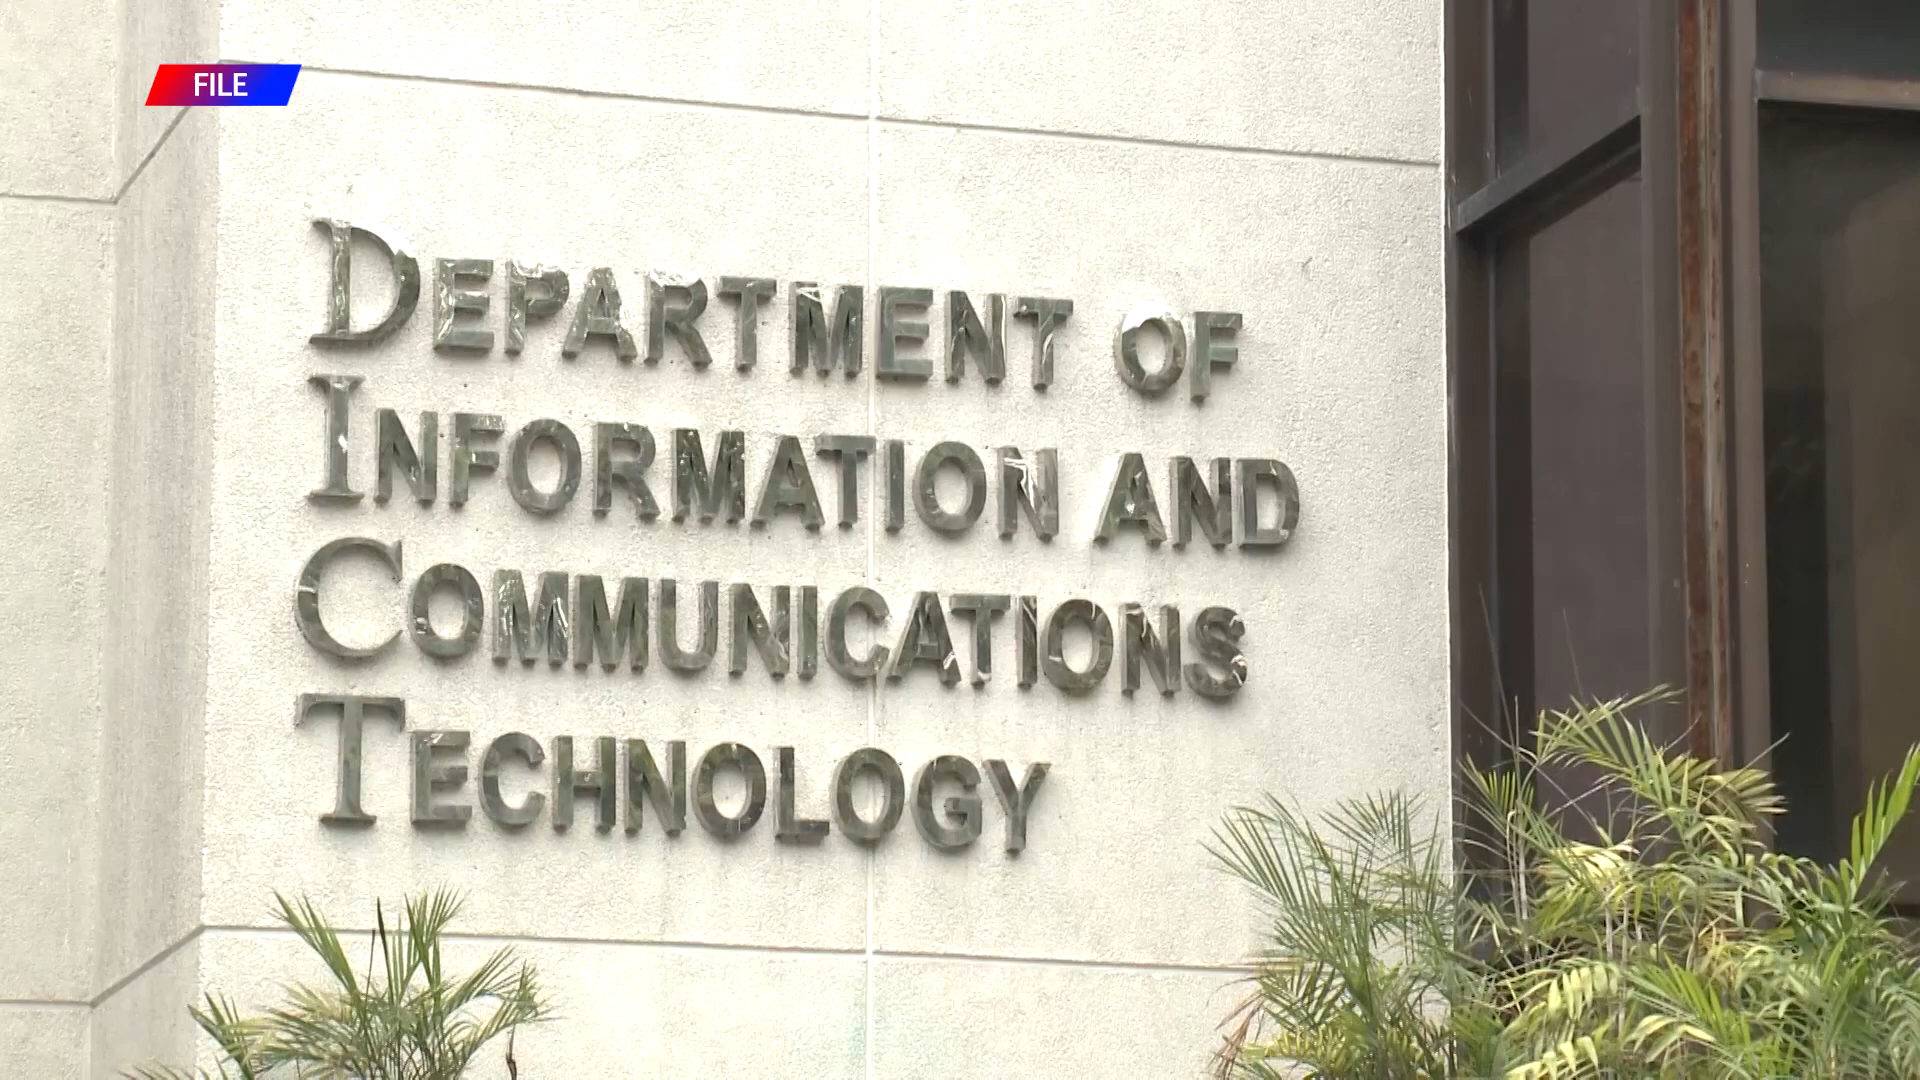 FILE
DEPARTMENT OF
INFORMATION AND
COMMUNICATIONS
TECHNOLOGY